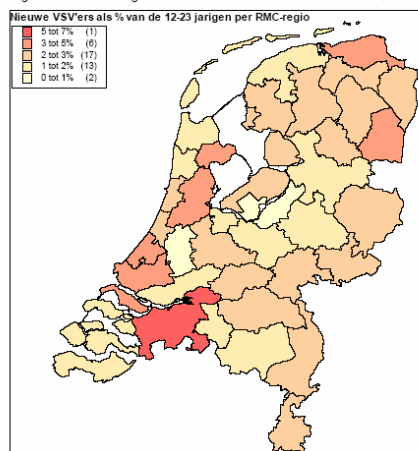 Nieuwe VSV'ers als % van de 12-23 jarigen per RMC-regio
5 tot 7% (1)
3 tot 5% (6)
2 tot 3% (17)
1 tot 2% (13)
0 tot 1% (2)